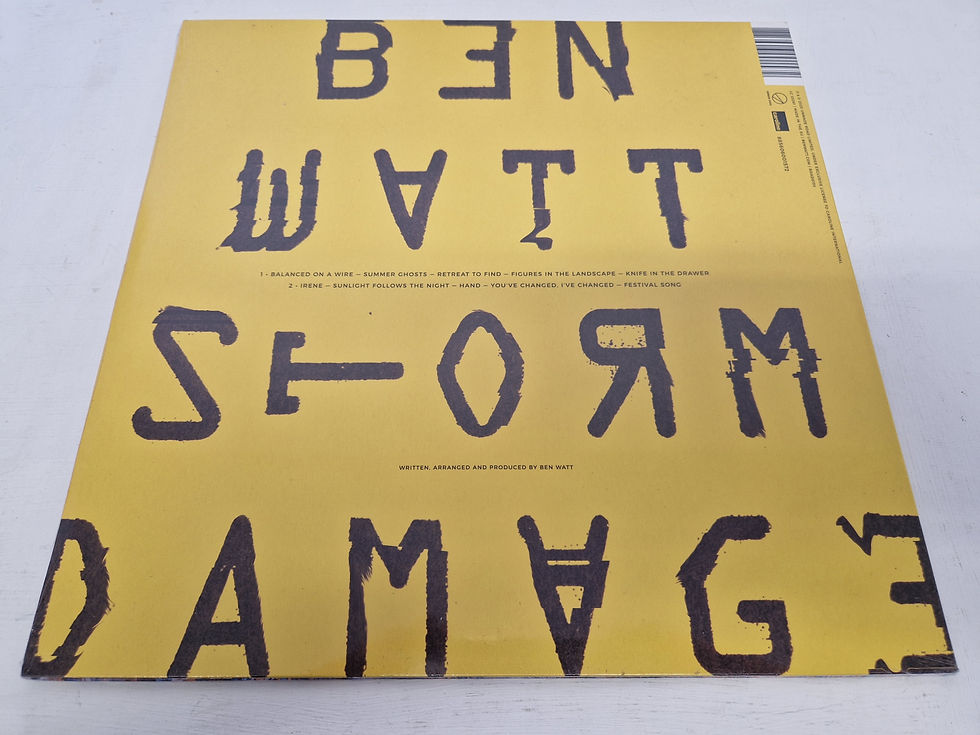 BEN
WATT
1 - BALANCED ON A WIRE – SUMMER GHOSTS – RETREAT TO FIND – FIGURES IN THE LANDSCAPE – KNIFE IN THE DRAWER
2 - IRENE – SUNLIGHT FOLLOWS THE NIGHT – HAND – YOU'VE CHANGED, I'VE CHANGED – FESTIVAL SONG
STORM
WRITTEN, ARRANGED AND PRODUCED BY BEN WATT
DAMAGE